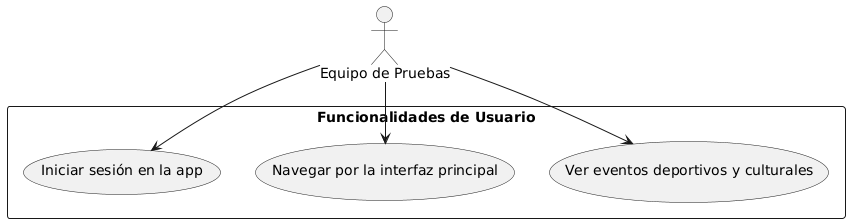 Equipo de Pruebas
Funcionalidades de Usuario
Iniciar sesión en la app
Navegar por la interfaz principal
Ver eventos deportivos y culturales